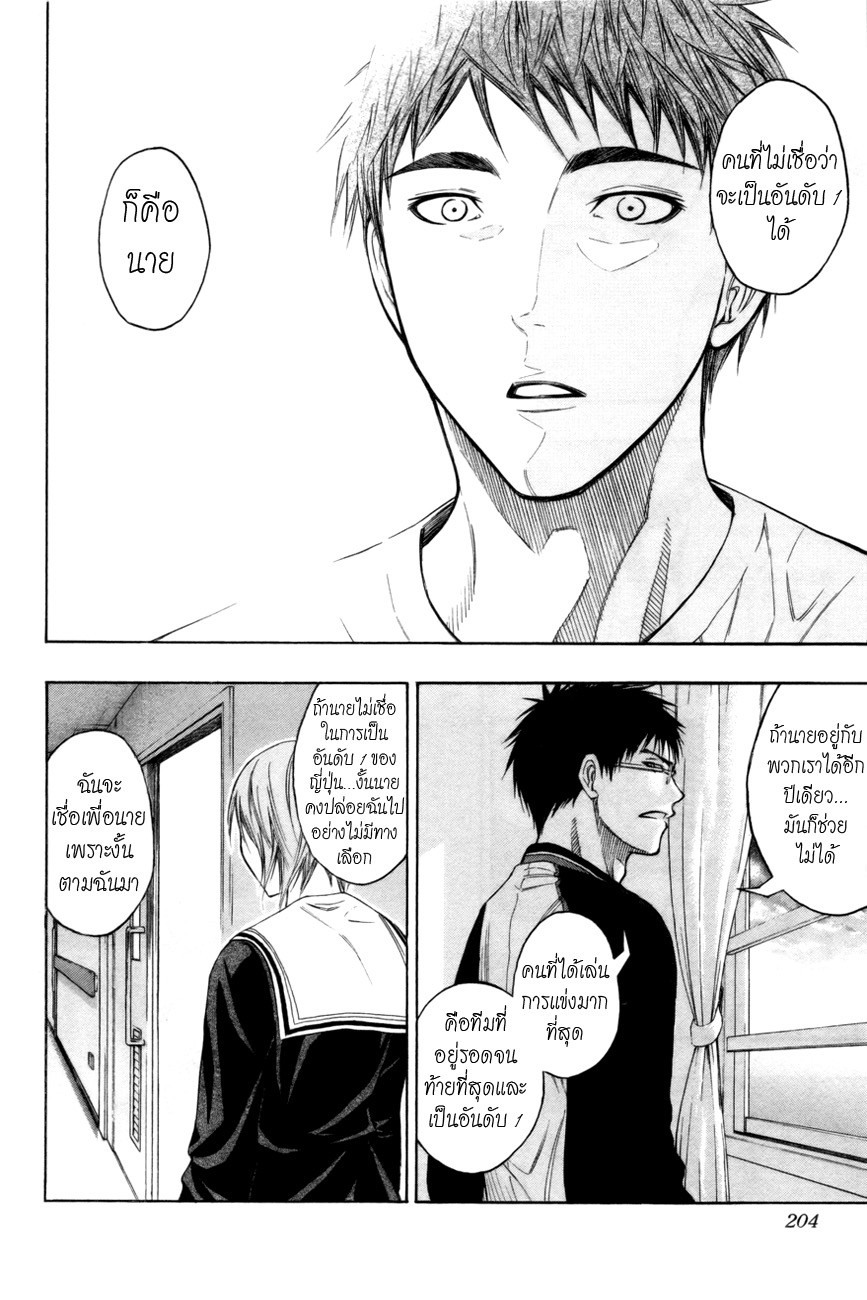 คนที่ไม่เชื่อว่า
จะเป็นอันดับ 1
ได้
ก็คือ
นาย
ถ้านายอยู่กับ
พวกเราได้อีก
ปีเดียว...
มันก็ช่วย
ไม่ได้
คนที่ได้เล่น
การแข่งมาก
ที่สุด
คือทีมที่
อยู่รอดจน
ท้ายที่สุดและ
เป็นอันดับ 1
ถ้านายไม่เชื่อ
ในการเป็น
อันดับ 1 ของ
ญี่ปุ่น...งั้นนาย
คงปล่อยฉันไป
อย่างไม่มีทาง
เลือก
ฉันจะ
เชื่อเพื่อนาย
เพราะงั้น
ตามฉันมา
204